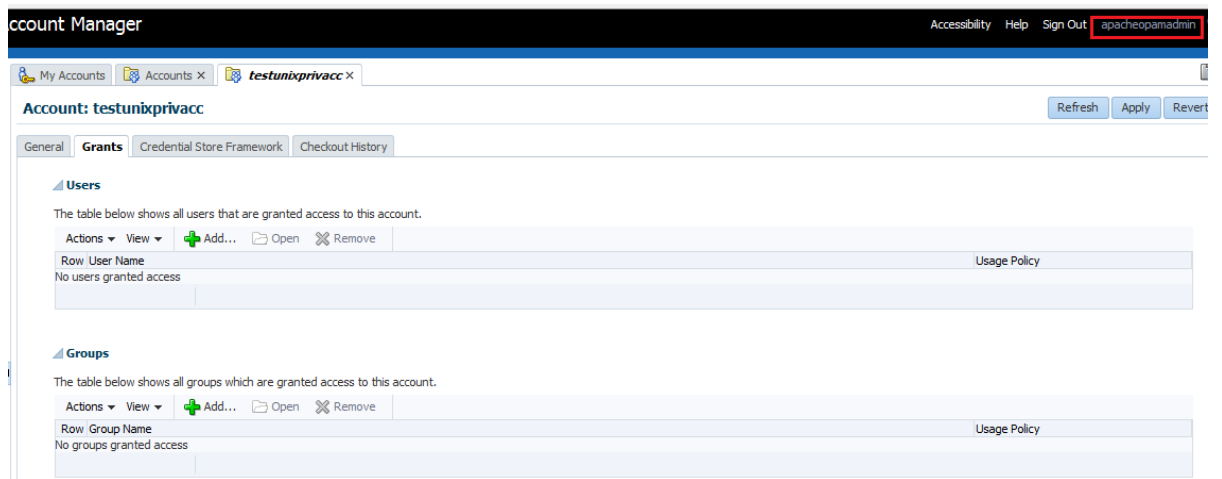 ccount Manager
Accessibility Help Sign Out apacheopamadmin
My Accounts Accounts × testunixprivacc ×
Account: testunixprivacc
Refresh Apply Revert
General Grants Credential Store Framework Checkout History
Users
The table below shows all users that are granted access to this account.
Actions View Add... Open Remove
Row User Name Usage Policy
No users granted access
Groups
The table below shows all groups which are granted access to this account.
Actions View Add... Open Remove
Row Group Name Usage Policy
No groups granted access